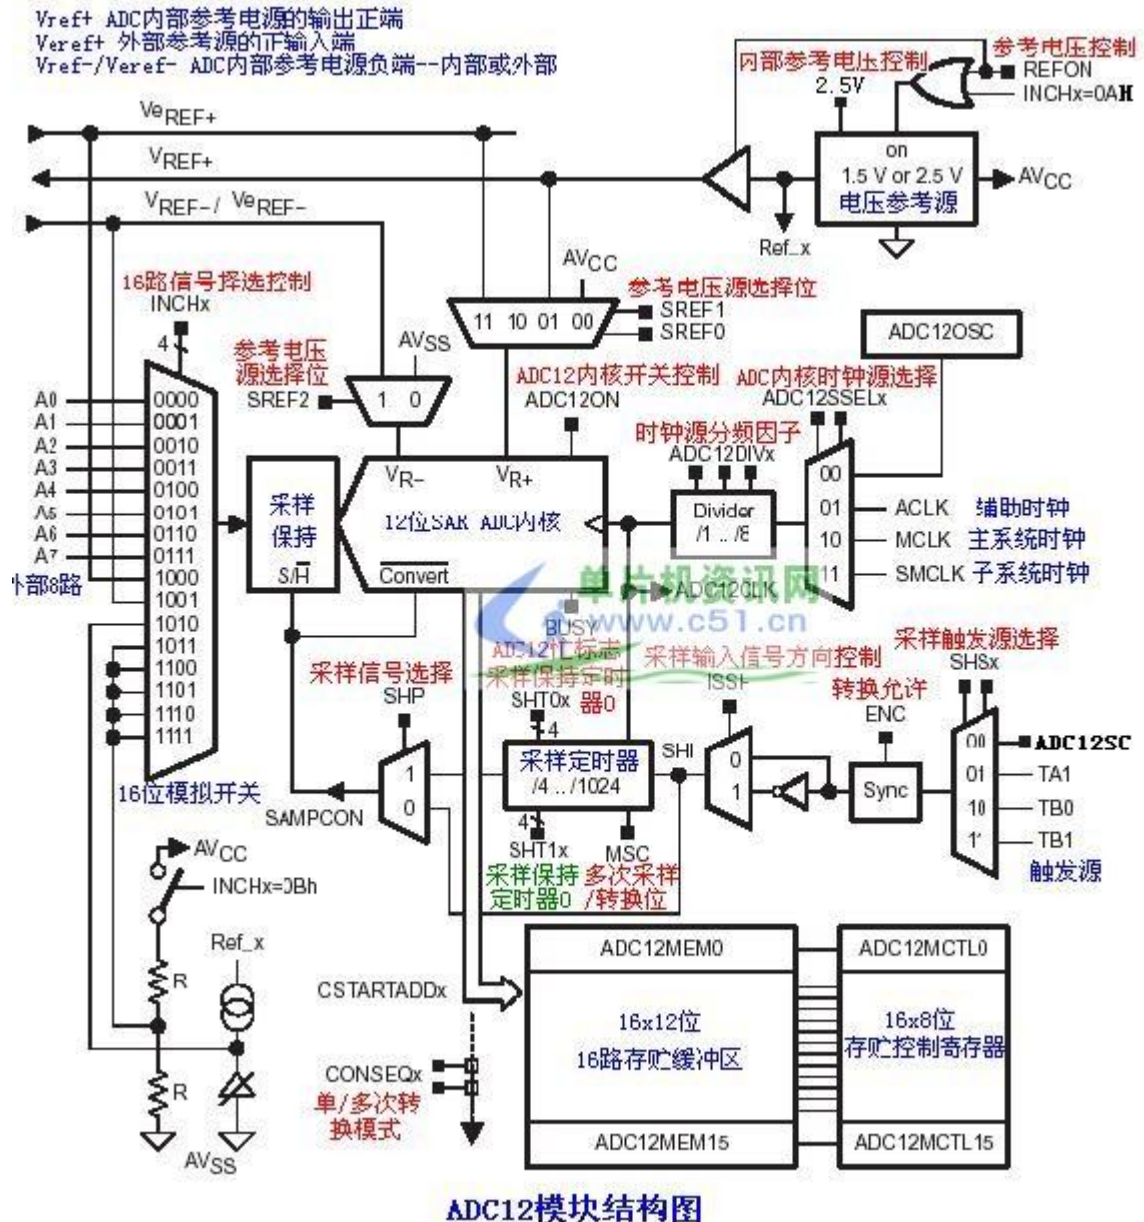 Vref+ ADC内部参考电源的输出正端
Veref+ 外部参考源的正输入端
Vref-/Veref- ADC内部参考电源负端--内部或外部
VeREF+
VREF+
VREF-/ VeREF-
内部参考电压控制
2.5V
参考电压控制
REFON
INCHx=0AH
on
1.5 V or 2.5 V
电压参考源
AVCC
Ref_x
16路信号择选控制
INCHx
4
AVCC
11 10 01 00
参考电压源选择位
SREF1
SREF0
ADC12OSC
参考电压
源选择位
SREF2
AVSS
1 0
ADC12内核开关控制
ADC12ON
ADC内核时钟源选择
ADC12SSELx
时钟源分频因子
ADC12DIVx
A0
A1
A2
A3
A4
A5
A6
A7
外部8路
0000
0001
0010
0011
0100
0101
0110
0111
1000
1001
1010
1011
1100
1101
1110
1111
16位模拟开关
采样
保持
S/H
VR-
VR+
12位SAR ADC内核
Convert
Divider
/1 .. /8
00
01
10
11
ACLK 辅助时钟
MCLK 主系统时钟
SMCLK 子系统时钟
ADC12CLK
单片机资讯网
www.c51.cn
BUSY
ADC12忙标志
采样信号选择
SHP
采样保持定时
器0
SHT0x
4
采样输入信号方向控制
ISSH
转换允许
ENC
采样触发源选择
SHSx
1
0
SAMPCON
采样定时器
/4 .. /1024
SHI
0
1
Sync
00
01
10
11
ADC12SC
TA1
TB0
TB1
触发源
4
SHT1x
MSC
采样保持
定时器0
多次采样
/转换位
AVCC
INCHx=0Bh
Ref_x
R
R
AVSS
CSTARTADDx
CONSEQx
单/多次转
换模式
ADC12MEM0
16x12位
16路存贮缓冲区
ADC12MEM15
ADC12MCTL0
16x8位
存贮控制寄存器
ADC12MCTL15
ADC12模块结构图